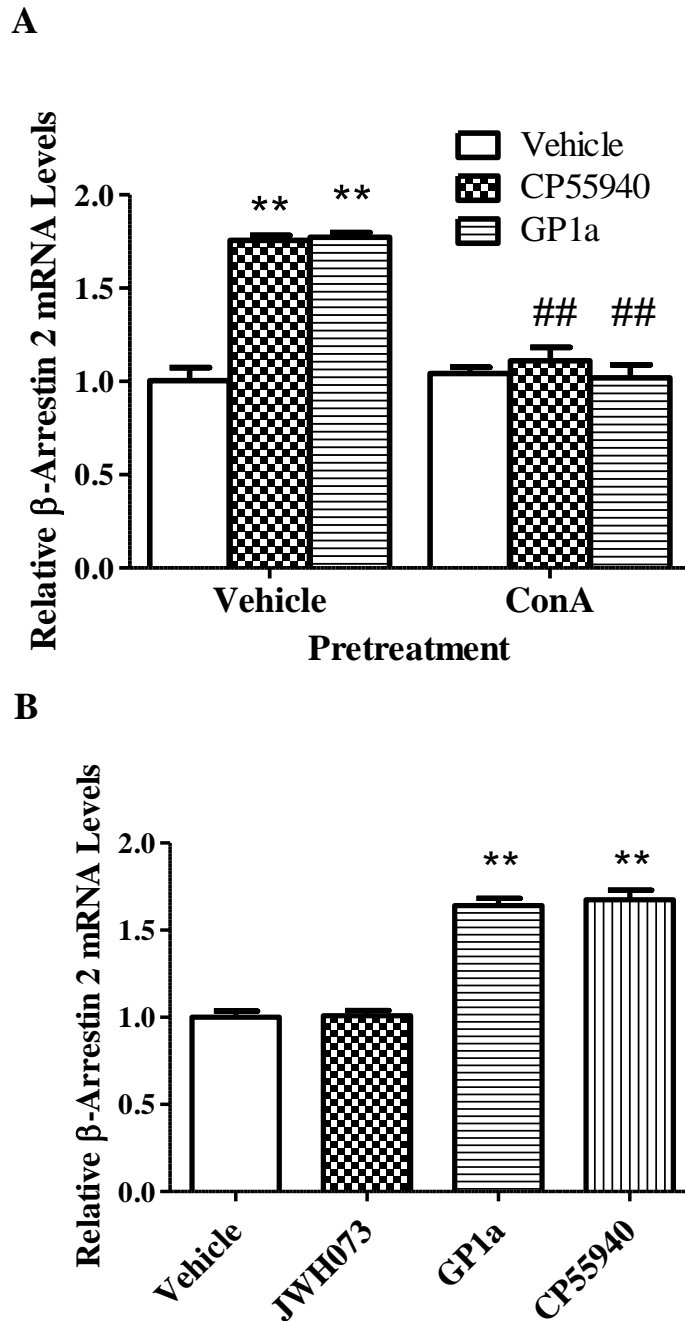 A
Relative β-Arrestin 2 mRNA Levels
Vehicle
CP55940
GP1a
2.0
** **
1.5
## ##
1.0
0.5
0.0
Vehicle ConA
Pretreatment
B
Relative β-Arrestin 2 mRNA Levels
2.0
** **
1.5
1.0
0.5
0.0
Vehicle
JWH073
GP1a
CP55940